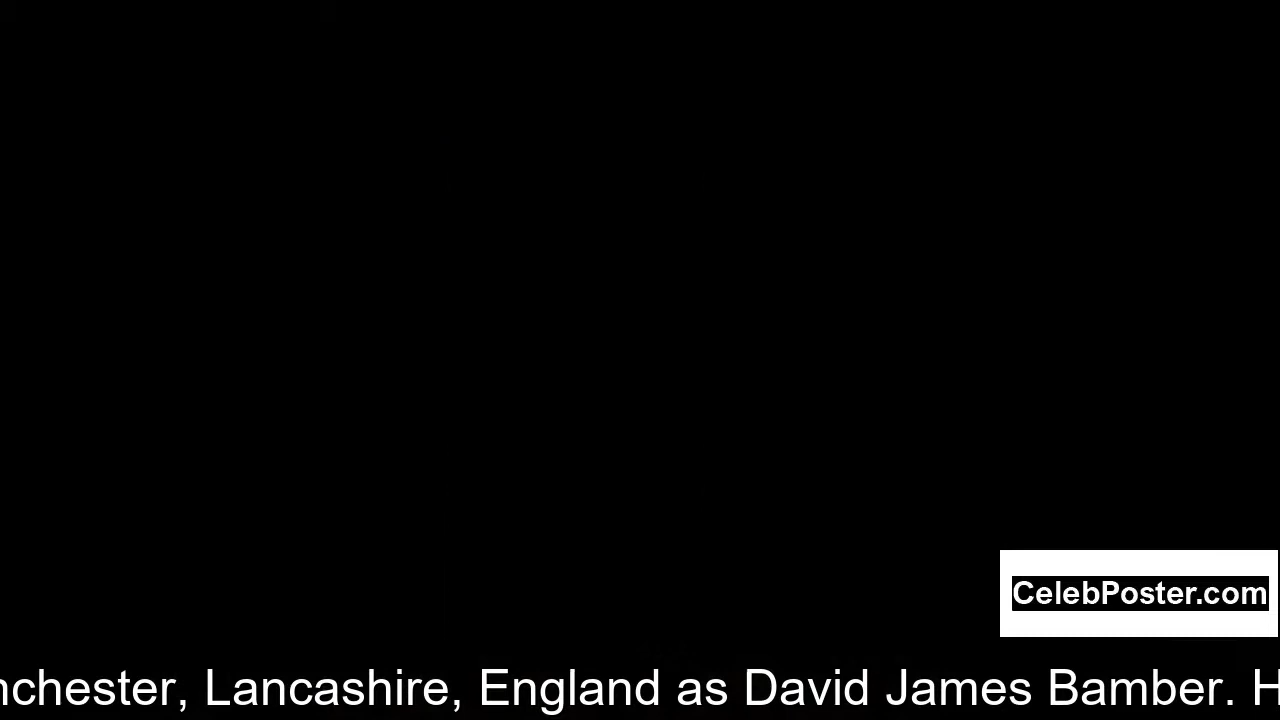 CelebPoster.com
nchester, Lancashire, England as David James Bamber. H